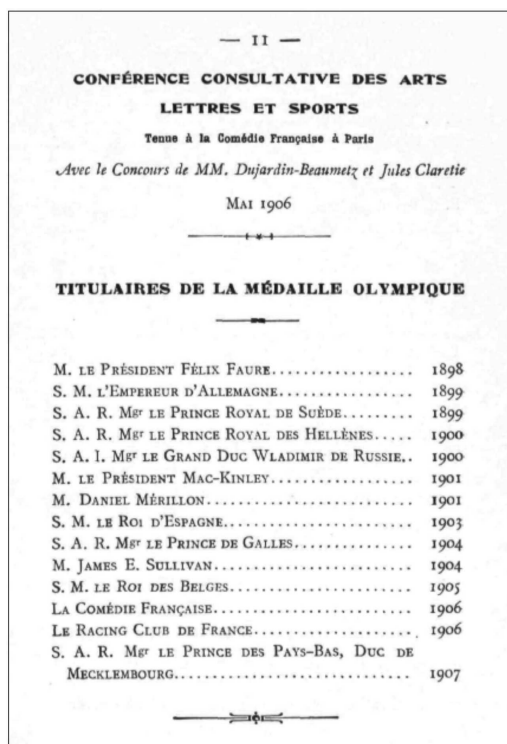 — 11 —
CONFÉRENCE CONSULTATIVE DES ARTS
LETTRES ET SPORTS
Tenue à la Comédie Française à Paris
Avec le Concours de MM. Dujardin-Beaumetz et Jules Claretie
MAI 1906
TITULAIRES DE LA MÉDAILLE OLYMPIQUE
M. LE PRÉSIDENT FÉLIX FAURE.................. 1898
S. M. L'EMPEREUR D'ALLEMAGNE................. 1899
S. A. R. Mgr LE PRINCE ROYAL DE SUÈDE......... 1899
S. A. R. Mgr LE PRINCE ROYAL DES HELLÈNES..... 1900
S. A. I. Mgr LE GRAND DUC WLADIMIR DE RUSSIE.. 1900
M. LE PRÉSIDENT MAC-KINLEY.................. 1901
M. DANIEL MÉRILLON.......................... 1901
S. M. LE ROI D'ESPAGNE........................ 1903
S. A. R. Mgr LE PRINCE DE GALLES............... 1904
M. JAMES E. SULLIVAN......................... 1904
S. M. LE ROI DES BELGES....................... 1905
LA COMÉDIE FRANÇAISE......................... 1906
LE RACING CLUB DE FRANCE.................... 1906
S. A. R. Mgr LE PRINCE DES PAYS-BAS, DUC DE
MECKLEMBOURG.............................. 1907